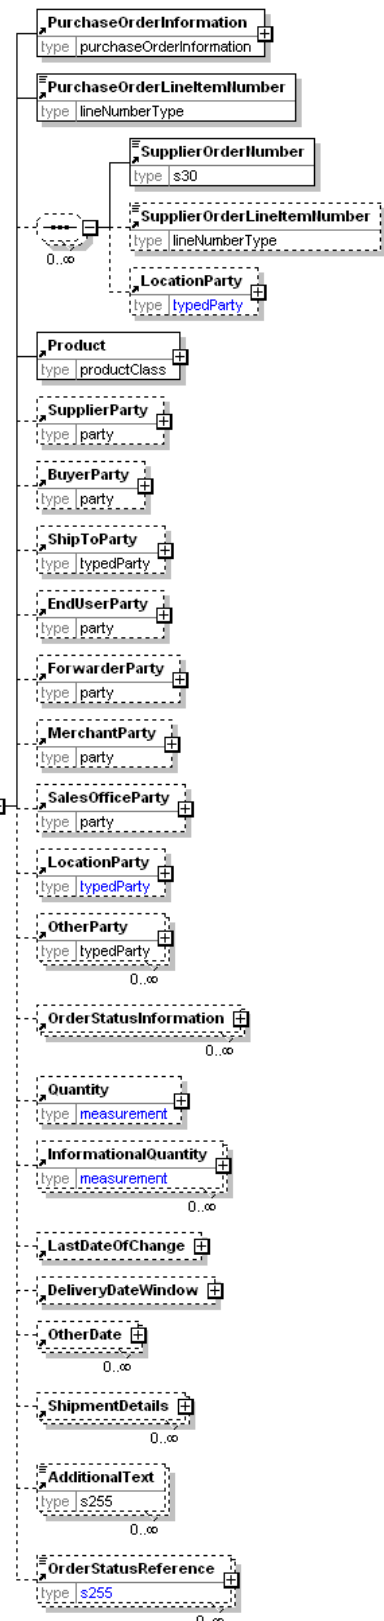 PurchaseOrderInformation
type purchaseOrderInformation
PurchaseOrderLineItemNumber
type lineNumberType
SupplierOrderNumber
type s30
SupplierOrderLineItemNumber
type lineNumberType
0..∞
LocationParty
type typedParty
Product
type productClass
SupplierParty
type party
BuyerParty
type party
ShipToParty
type typedParty
EndUserParty
type party
ForwarderParty
type party
MerchantParty
type party
SalesOfficeParty
type party
LocationParty
type typedParty
OtherParty
type typedParty
0..∞
OrderStatusInformation
0..∞
Quantity
type measurement
InformationalQuantity
type measurement
0..∞
LastDateOfChange
DeliveryDateWindow
OtherDate
0..∞
ShipmentDetails
0..∞
AdditionalText
type s255
0..∞
OrderStatusReference
type s255
0..∞